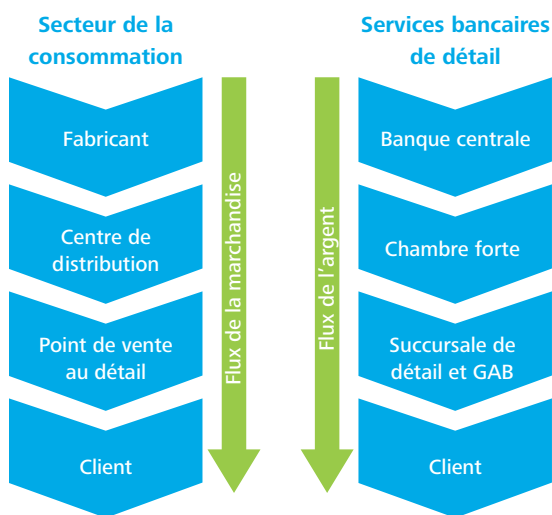 Secteur de la
consommation
Fabricant
Centre de
distribution
Point de vente
au détail
Client
Flux de la marchandise
Flux de l'argent
Services bancaires
de détail
Banque centrale
Chambre forte
Succursale de
détail et GAB
Client